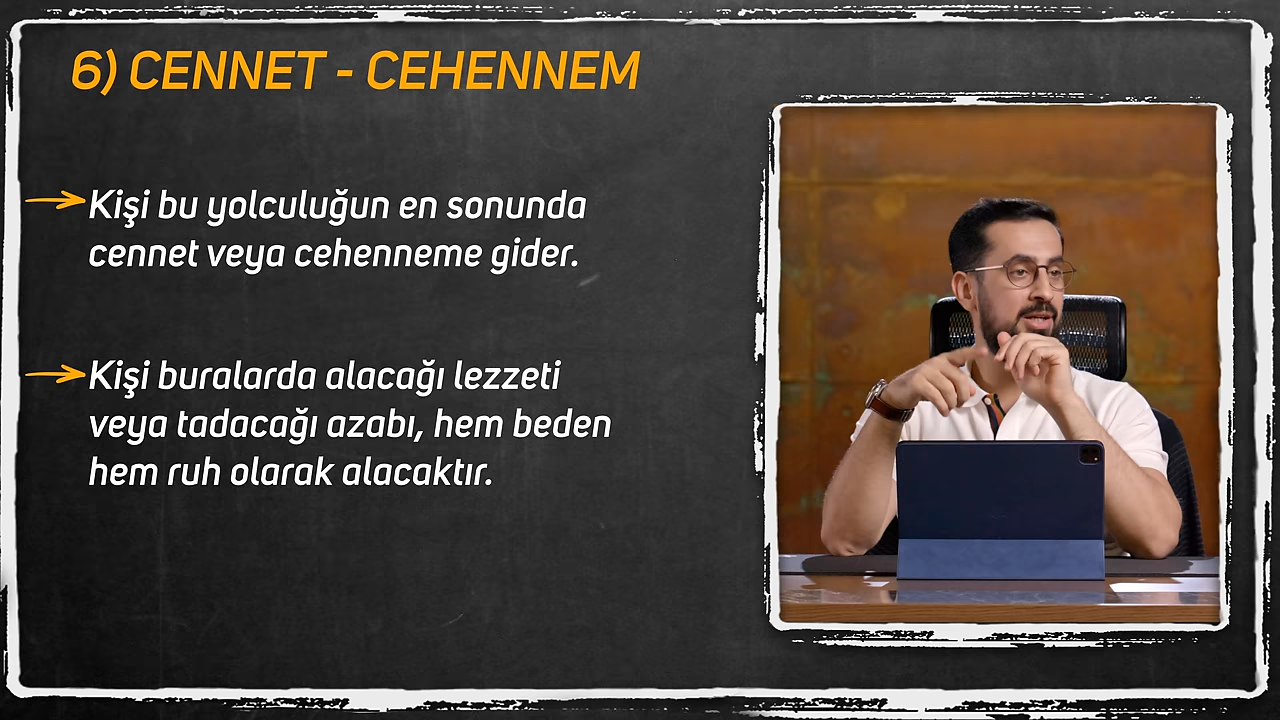 6) CENNET - CEHENNEM
Kişi bu yolculuğun en sonunda
cennet veya cehenneme gider.
Kişi buralarda alacağı lezzeti
veya tadacağı azabı, hem beden
hem ruh olarak alacaktır.